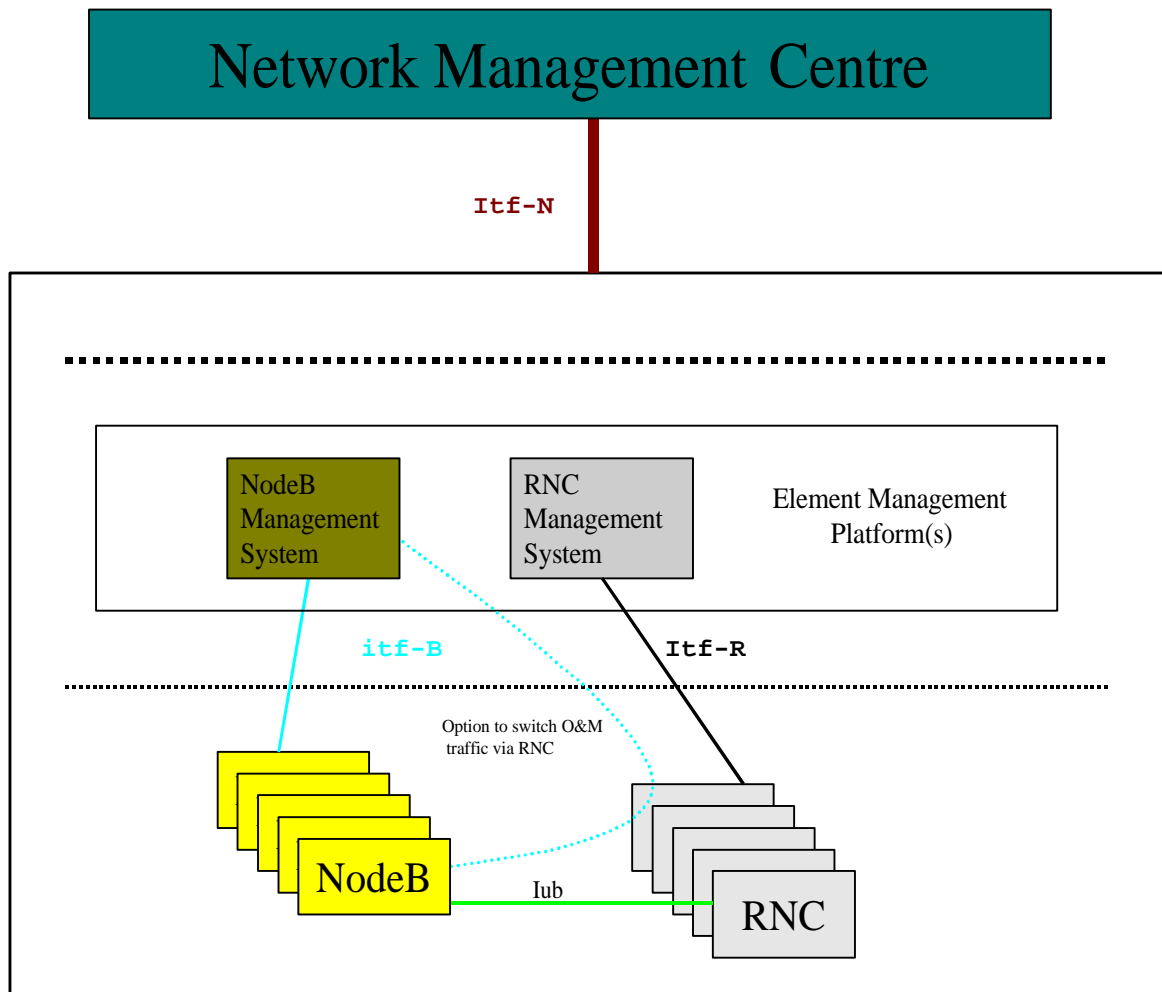 Network Management Centre
Itf-N
NodeB
Management
System
RNC
Management
System
Element Management
Platform(s)
itf-B
Itf-R
Option to switch O&M
traffic via RNC
NodeB
Iub
RNC